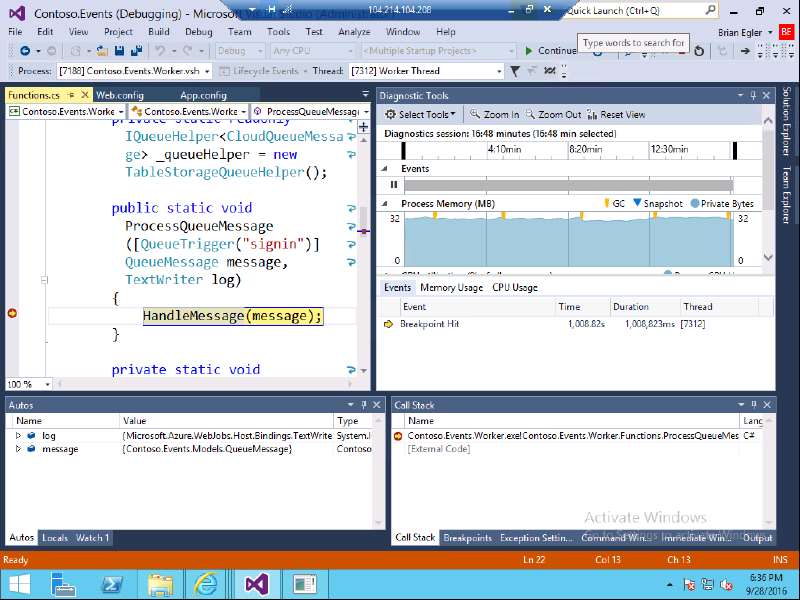 Contoso.Events (Debugging) - Microsoft Visual Studio (Administrator)
104.214.104.208
Quick Launch (Ctrl+Q)
File Edit View Project Build Debug Team Tools Test Analyze Window Help
Brian Egler BE
Type words to search for
Debug Any CPU <Multiple Startup Projects> Continue
Process: [7188] Contoso.Events.Worker.vsh Lifecycle Events Thread: [7312] Worker Thread
Functions.cs Web.config App.config
Contoso.Events.Worke Contoso.Events.Worke ProcessQueueMessage(
private static readonly
IQueueHelper<CloudQueueMessa
ge> _queueHelper = new
TableStorageQueueHelper();
public static void
ProcessQueueMessage
([QueueTrigger("signin")]
QueueMessage message,
TextWriter log)
{
HandleMessage(message);
}
private static void
100 %
Diagnostic Tools
Select Tools Zoom In Zoom Out Reset View
Diagnostics session: 16:48 minutes (16:48 min selected)
4:10min 8:20min 12:30min
Events
Process Memory (MB) GC Snapshot Private Bytes
32 32
0 0
Events Memory Usage CPU Usage
Event Time Duration Thread
Breakpoint Hit 1,008.82s 1,008,823ms [7312]
Solution Explorer
Team Explorer
Autos
Name Value Type
log {Microsoft.Azure.WebJobs.Host.Bindings.TextWrite System.I
message {Contoso.Events.Models.QueueMessage} Contoso
Autos Locals Watch 1
Call Stack
Name Lang
Contoso.Events.Worker.exe!Contoso.Events.Worker.Functions.ProcessQueueMes C#
[External Code]
Activate Windows
Call Stack Breakpoints Exception Settin... Command Win... Immediate Win... Output
Ready Ln 22 Col 13 Ch 13 INS
6:36 PM
9/28/2016